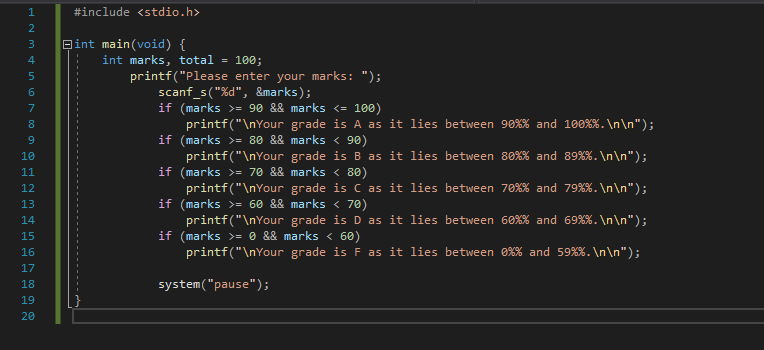 1 #include <stdio.h>
2
3 int main(void) {
4 int marks, total = 100;
5 printf("Please enter your marks: ");
6 scanf_s("%d", &marks);
7 if (marks >= 90 && marks <= 100)
8 printf("\nYour grade is A as it lies between 90%% and 100%%.\n\n");
9 if (marks >= 80 && marks < 90)
10 printf("\nYour grade is B as it lies between 80%% and 89%%.\n\n");
11 if (marks >= 70 && marks < 80)
12 printf("\nYour grade is C as it lies between 70%% and 79%%.\n\n");
13 if (marks >= 60 && marks < 70)
14 printf("\nYour grade is D as it lies between 60%% and 69%%.\n\n");
15 if (marks >= 0 && marks < 60)
16 printf("\nYour grade is F as it lies between 0%% and 59%%.\n\n");
17
18 system("pause");
19 }
20